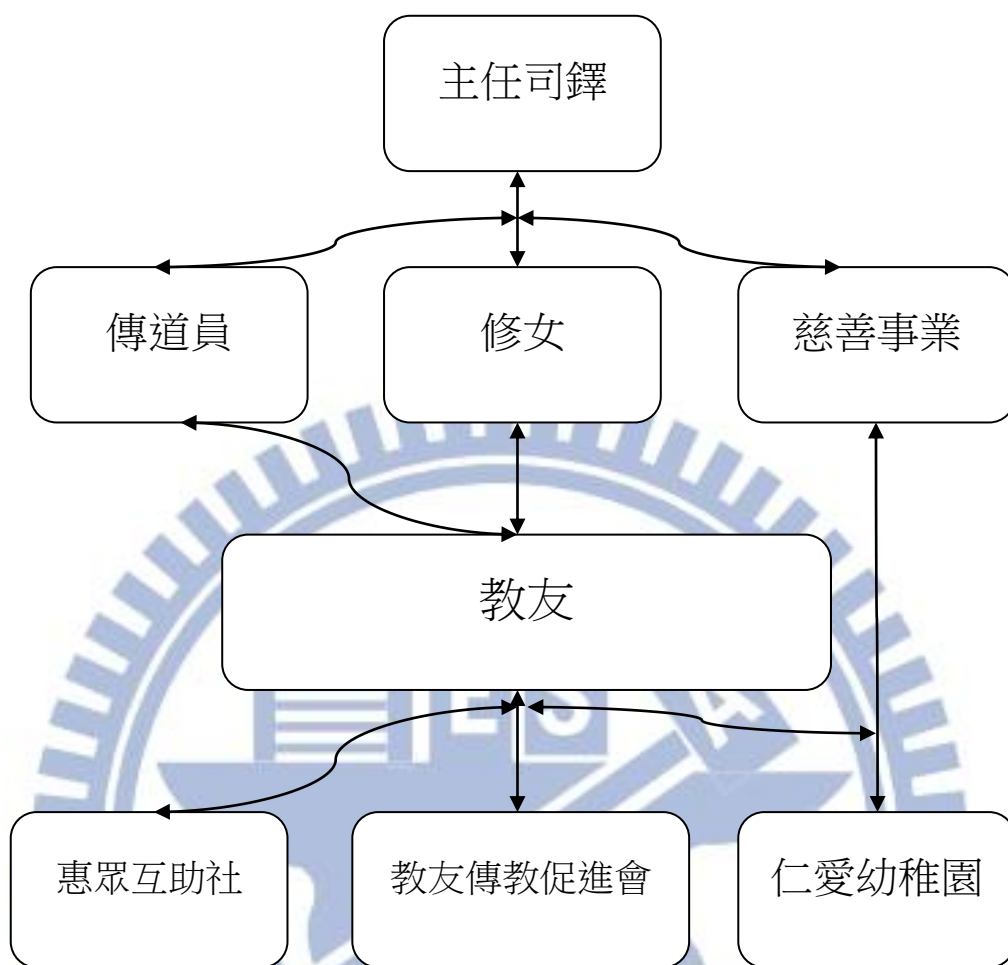 主任司鐸
傳道員
修女
慈善事業
教友
惠眾互助社
教友傳教促進會
仁愛幼稚園